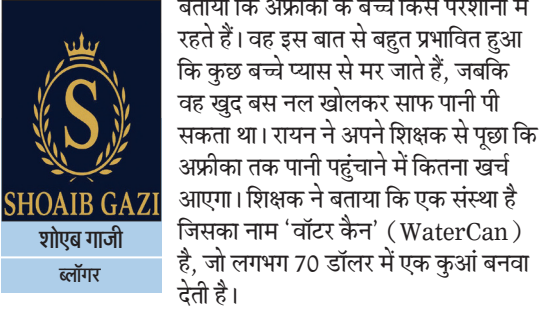 बताया कि अफ्रीका के बच्चे किस परेशानी में
रहते हैं। वह इस बात से बहुत प्रभावित हुआ
कि कुछ बच्चे प्यास से मर जाते हैं, जबकि
वह खुद बस नल खोलकर साफ पानी पी
सकता था। रायन ने अपने शिक्षक से पूछा कि
अफ्रीका तक पानी पहुंचाने में कितना खर्च
आएगा। शिक्षक ने बताया कि एक संस्था है
जिसका नाम ‘वॉटर कैन’ ( WaterCan )
है, जो लगभग 70 डॉलर में एक कुआं बनवा
देती है।
S
SHOAIB GAZI
शोएब गाजी
ब्लॉगर